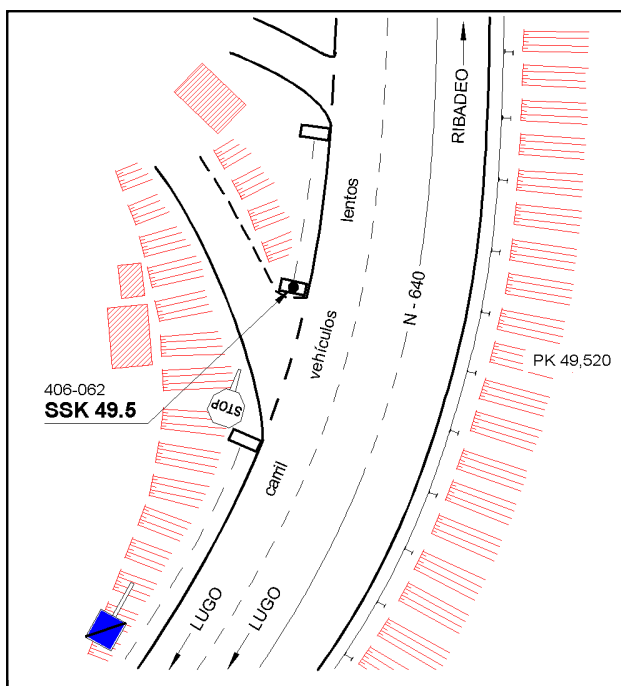 RIBADEO
lentos
N - 640
vehículos
PK 49,520
406-062
SSK 49.5
STOP
carril
LUGO
LUGO